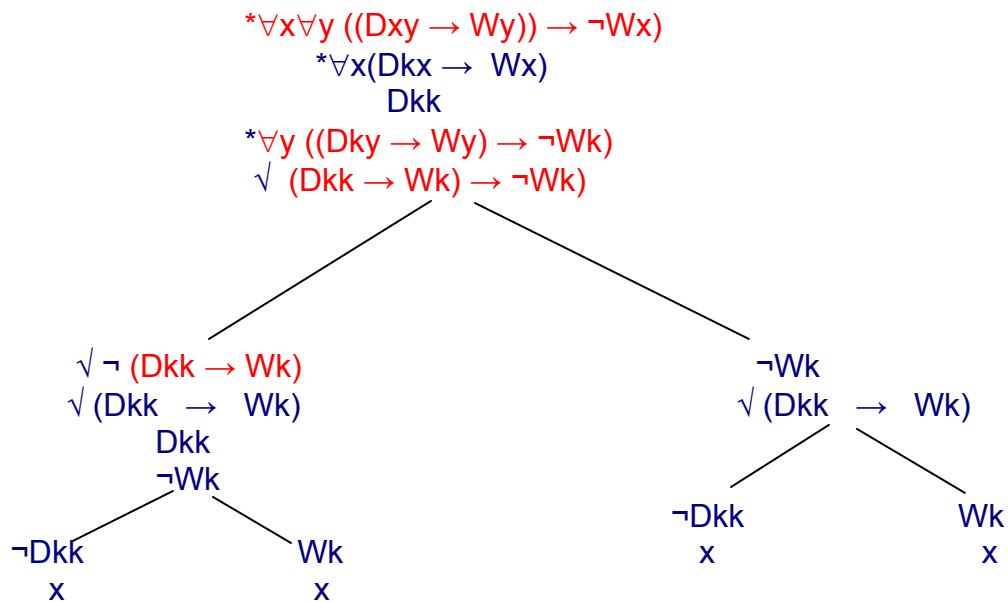 *∀x∀y ((Dxy → Wy)) → ¬Wx)
*∀x(Dkx → Wx)
Dkk
*∀y ((Dky → Wy) → ¬Wk)
√ (Dkk → Wk) → ¬Wk)
√ ¬ (Dkk → Wk)
¬Wk
√ (Dkk → Wk)
√ (Dkk → Wk)
Dkk
¬Wk
¬Dkk
Wk
¬Dkk
Wk
x
x
x
x